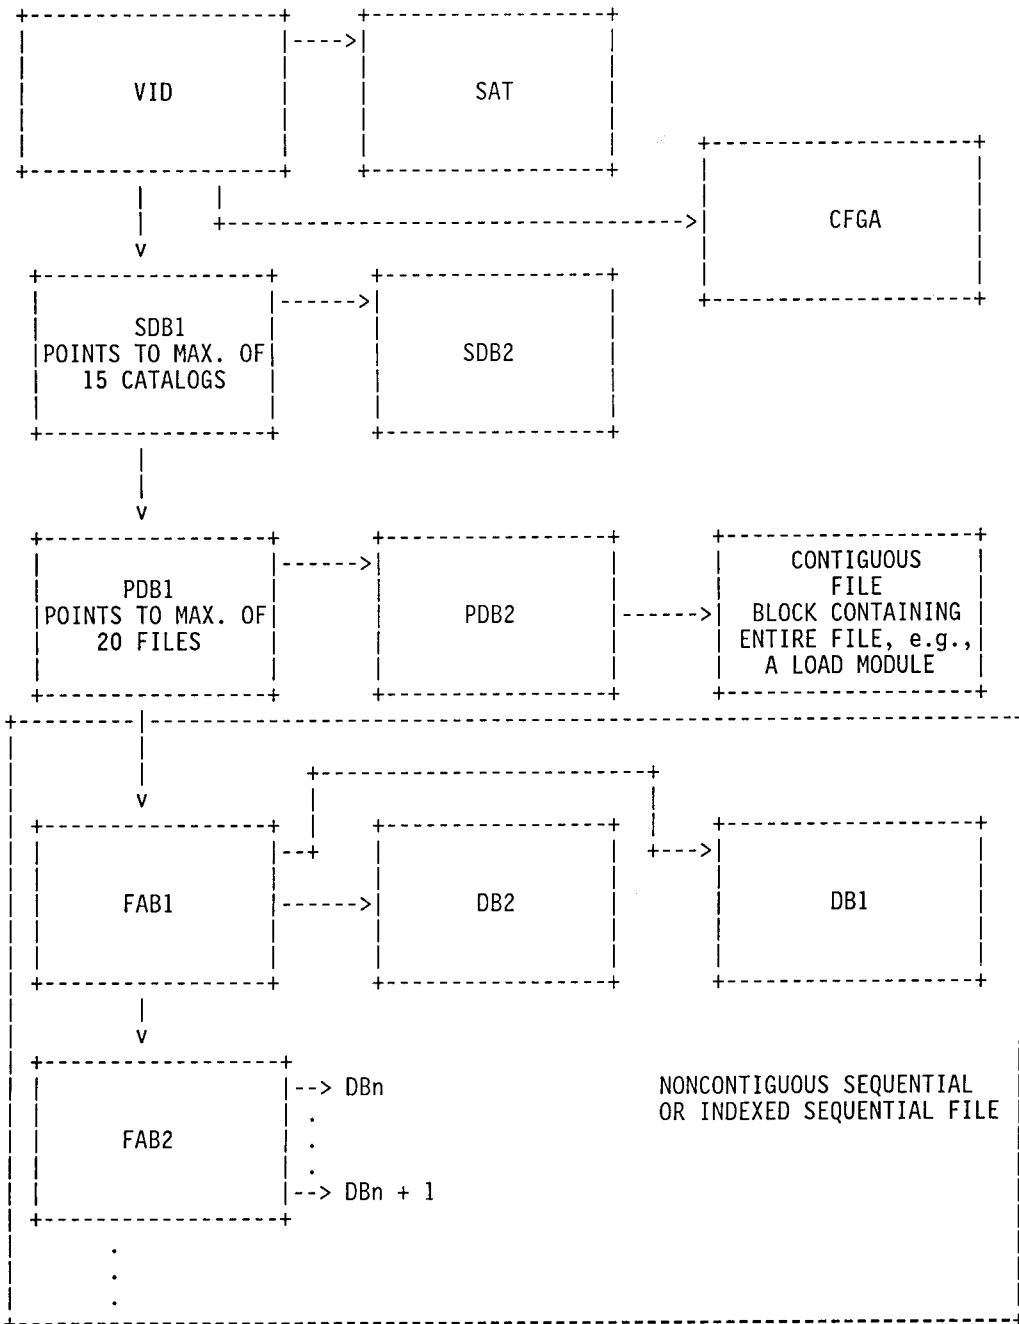 VID
SAT
CFGA
SDB1
POINTS TO MAX. OF
15 CATALOGS
SDB2
PDB1
POINTS TO MAX. OF
20 FILES
PDB2
CONTIGUOUS
FILE
BLOCK CONTAINING
ENTIRE FILE, e.g.,
A LOAD MODULE
FAB1
DB2
DB1
FAB2
DBn
DBn + 1
NONCONTIGUOUS SEQUENTIAL
OR INDEXED SEQUENTIAL FILE